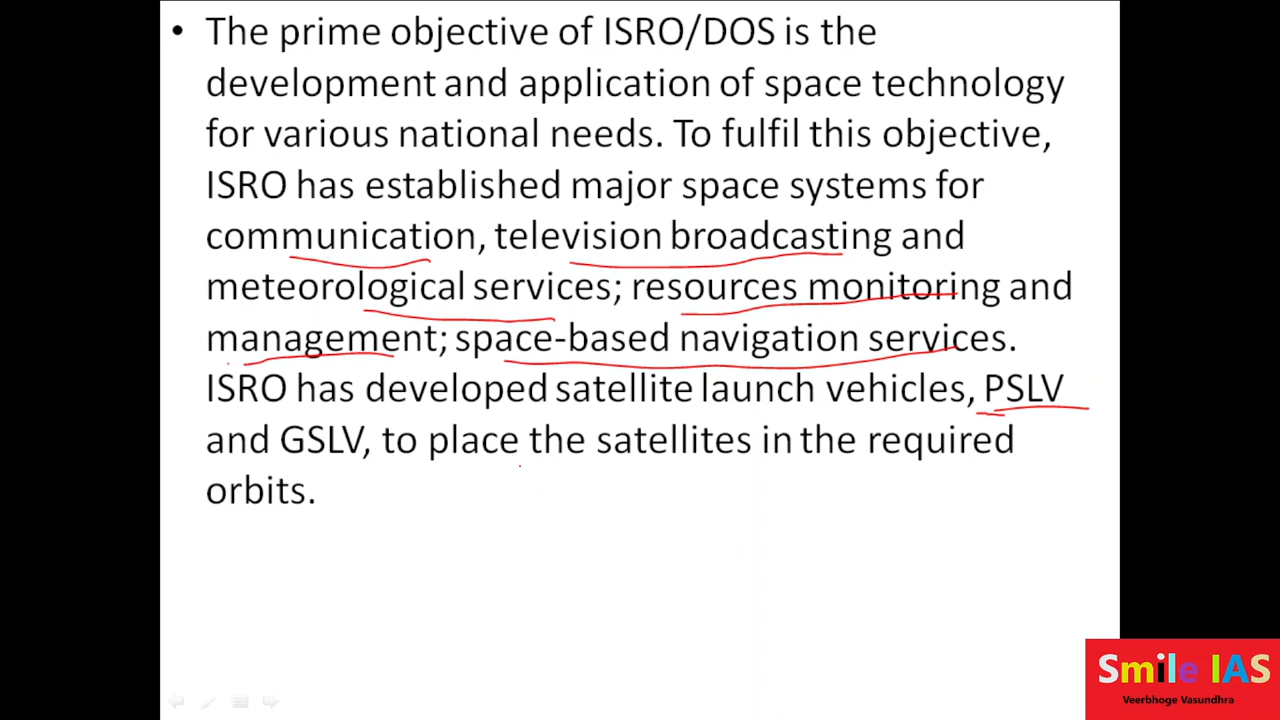 • The prime objective of ISRO/DOS is the
development and application of space technology
for various national needs. To fulfil this objective,
ISRO has established major space systems for
communication, television broadcasting and
meteorological services; resources monitoring and
management; space-based navigation services.
ISRO has developed satellite launch vehicles, PSLV
and GSLV, to place the satellites in the required
orbits.
Smile IAS
Veerbhoge Vasundhra